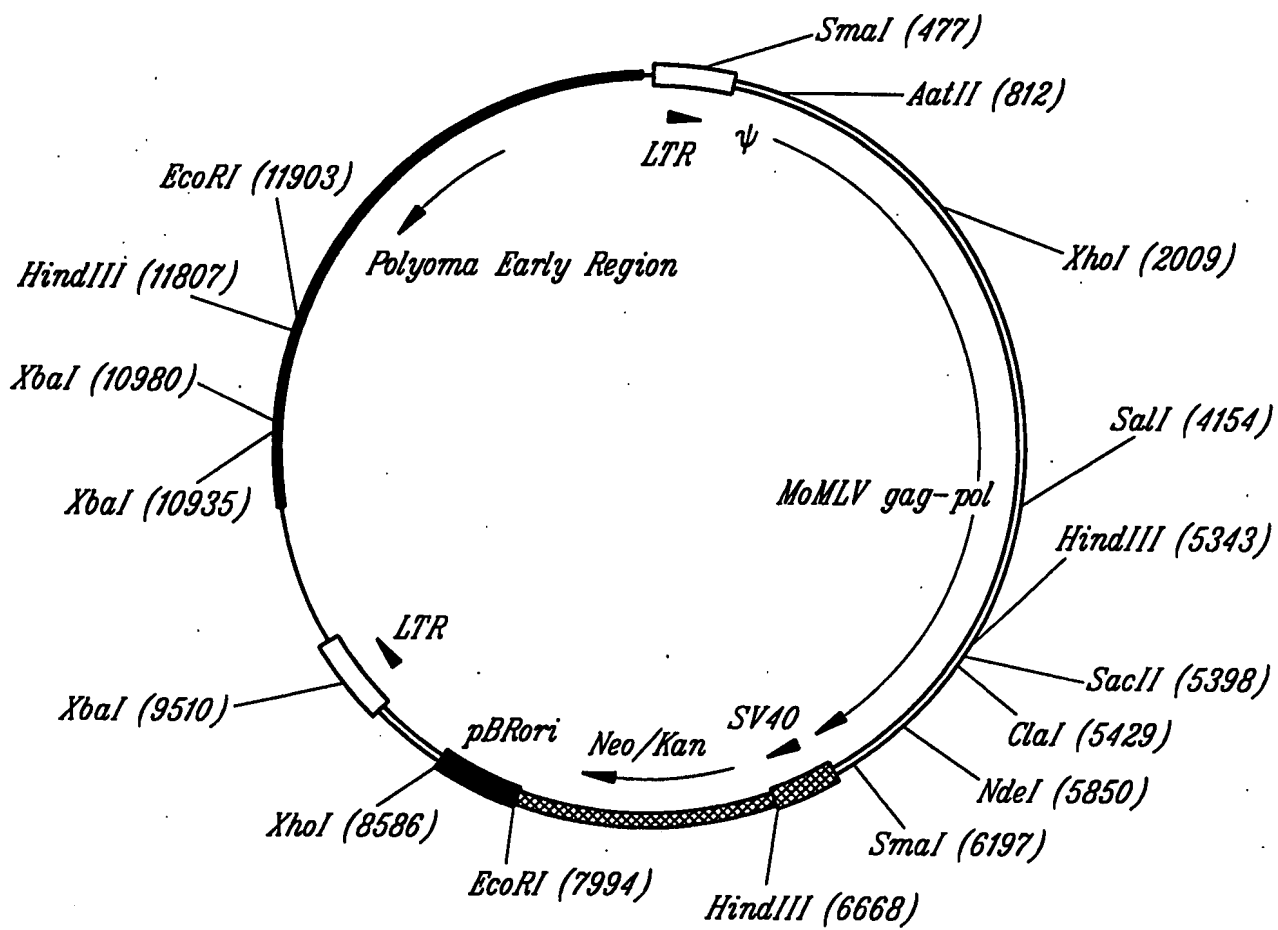 SmaI (477)
AatII (812)
LTR
ψ
EcoRI (11903)
XhoI (2009)
Polyoma Early Region
HindIII (11807)
XbaI (10980)
SalI (4154)
XbaI (10935)
MoMLV gag-pol
HindIII (5343)
LTR
SacII (5398)
XbaI (9510)
SV40
pBRori
Neo/Kan
ClaI (5429)
NdeI (5850)
XhoI (8586)
SmaI (6197)
EcoRI (7994)
HindIII (6668)